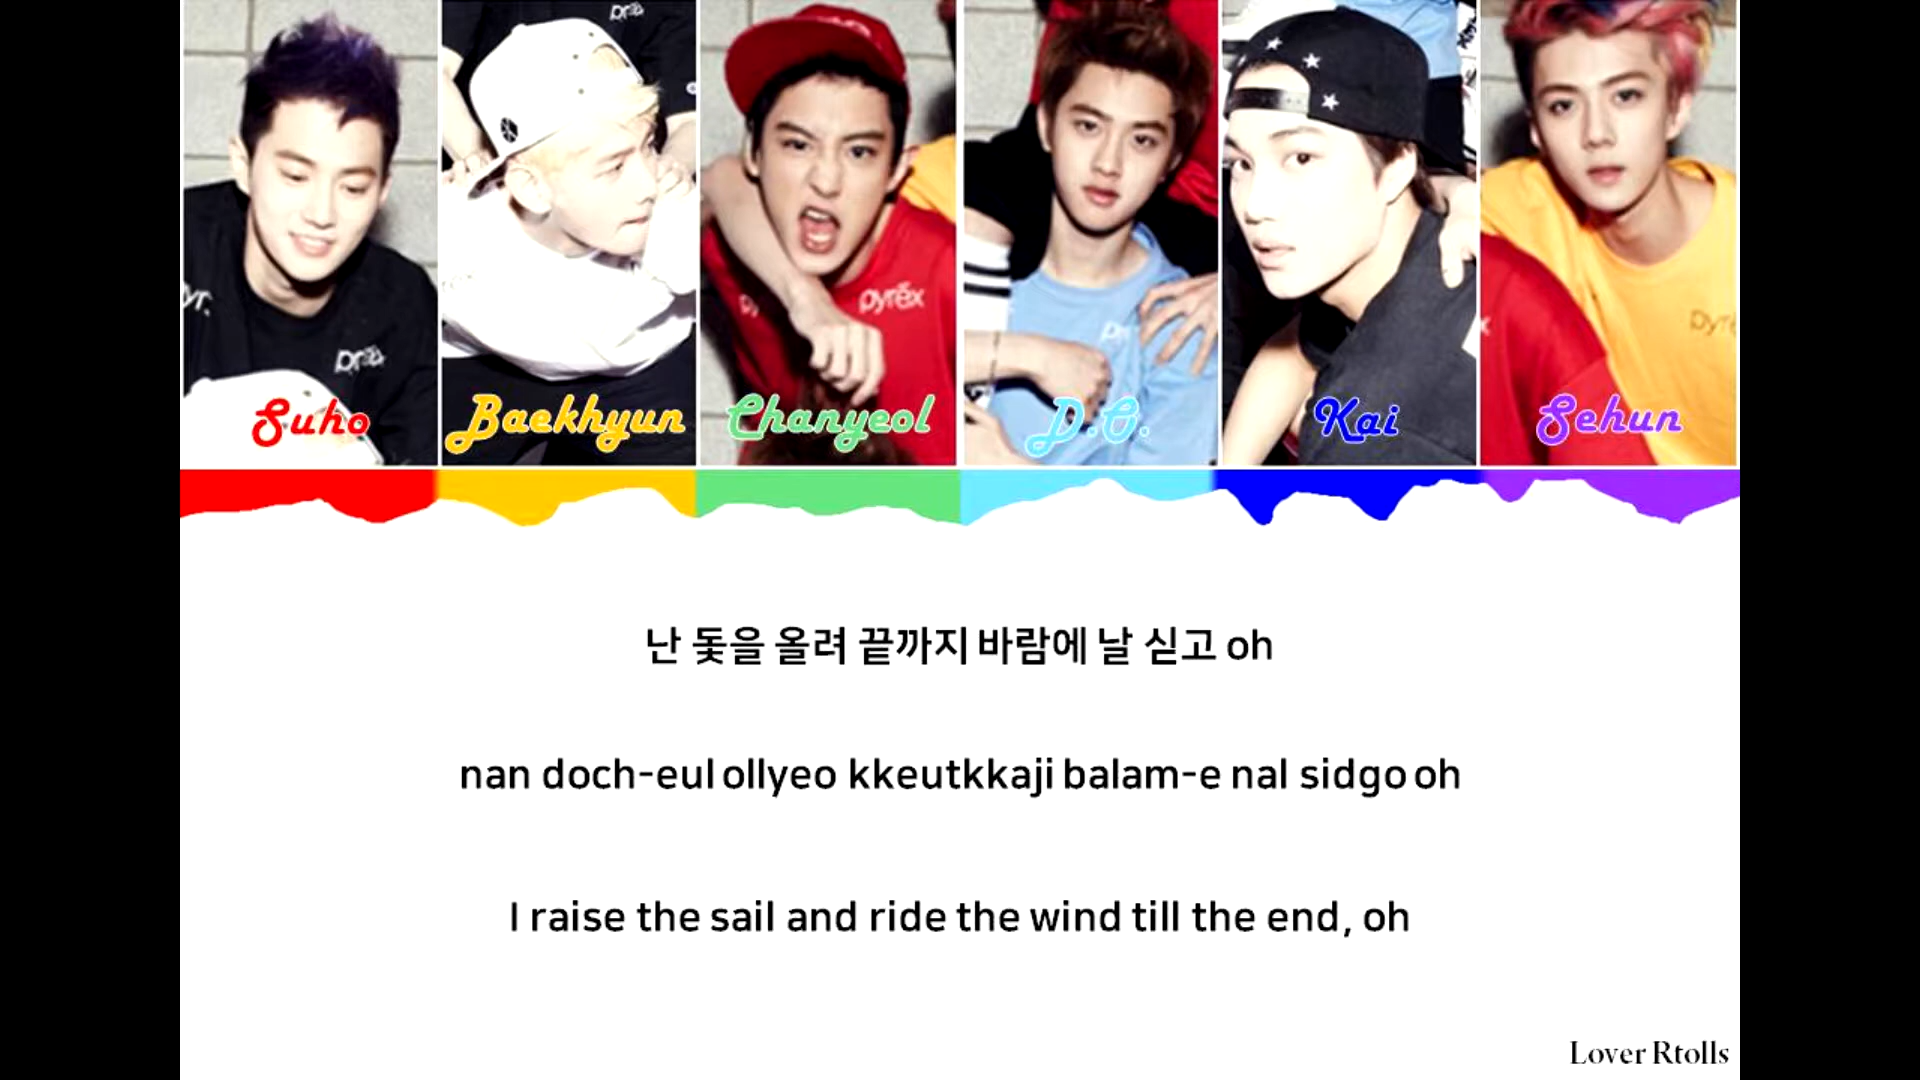 Suho
Baekhyun
Chanyeol
D.O.
Kai
Sehun
pyrex
난 돛을 올려 끝까지 바람에 날 싣고 oh
nan doch-eul ollyeo kkeutkkaji balam-e nal sidgo oh
I raise the sail and ride the wind till the end, oh
Lover Rtolls